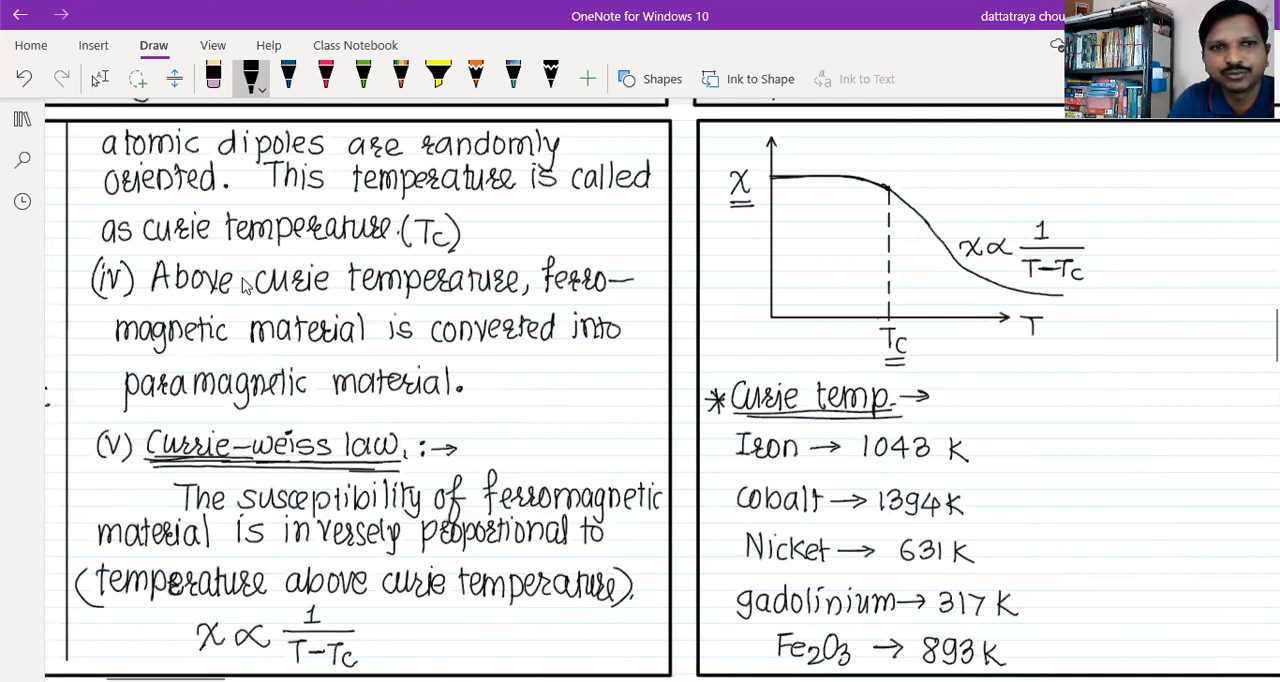 OneNote for Windows 10
dattatraya chou
Home Insert Draw View Help Class Notebook
Shapes Ink to Shape Ink to Text
atomic dipoles are randomly
oriented. This temperature is called
as curie temperature. (Tc)
(iv) Above curie temperature, ferro-
magnetic material is converted into
paramagnetic material.
(v) Currie-weiss law, :→
The susceptibility of ferromagnetic
material is inversely proportional to
(temperature above curie temperature).
χ ∝ 1/(T-Tc)
χ
χ ∝ 1/(T-Tc)
T
Tc
* Curie temp. →
Iron → 1043 K
cobalt → 1394 K
Nicket → 631 K
gadolinium → 317 K
Fe₂O₃ → 893 K